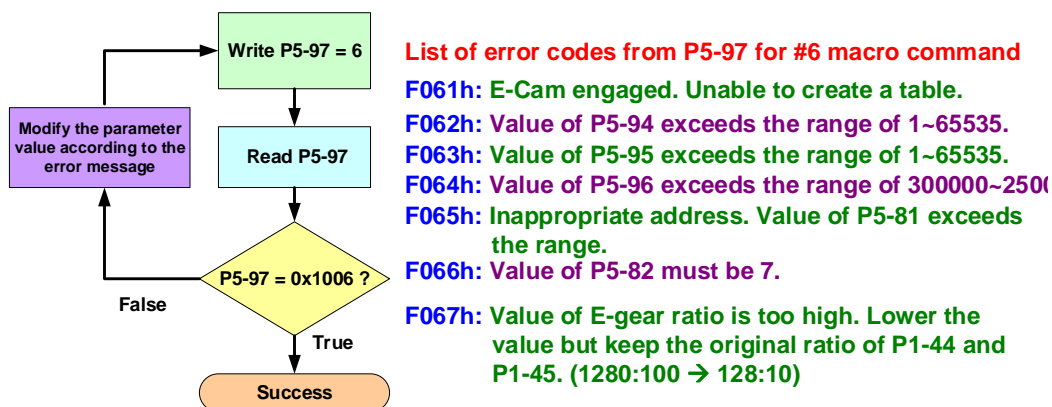 Write P5-97 = 6
Modify the parameter
value according to the
error message
Read P5-97
P5-97 = 0x1006 ?
False
True
Success
List of error codes from P5-97 for #6 macro command
F061h: E-Cam engaged. Unable to create a table.
F062h: Value of P5-94 exceeds the range of 1~65535.
F063h: Value of P5-95 exceeds the range of 1~65535.
F064h: Value of P5-96 exceeds the range of 300000~2500
F065h: Inappropriate address. Value of P5-81 exceeds
the range.
F066h: Value of P5-82 must be 7.
F067h: Value of E-gear ratio is too high. Lower the
value but keep the original ratio of P1-44 and
P1-45. (1280:100 → 128:10)